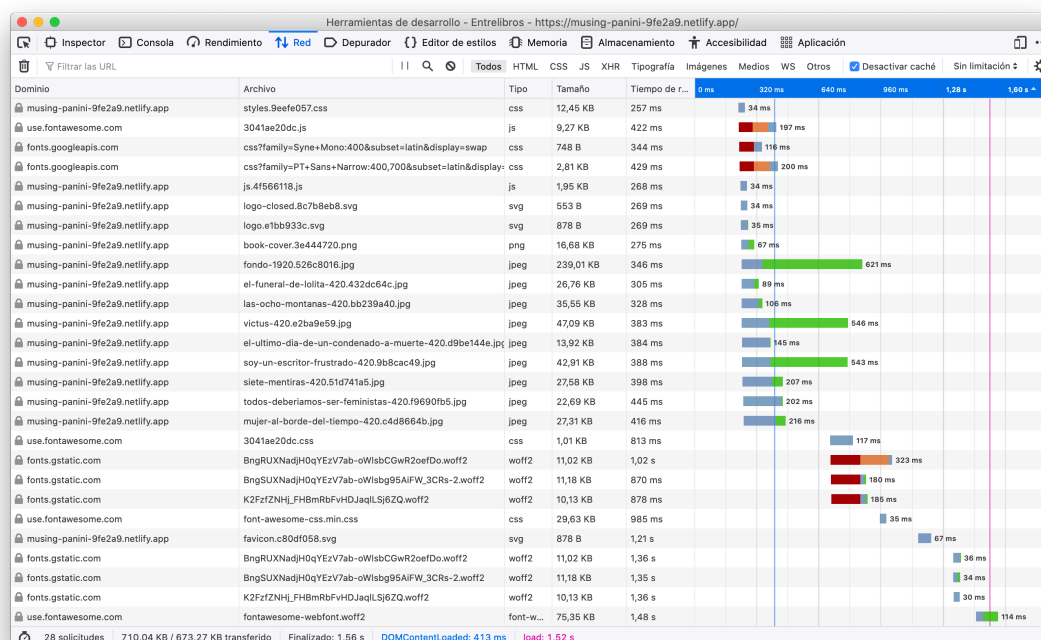 Herramientas de desarrollo - Entrelibros - https://musing-panini-9fe2a9.netlify.app/
Inspector Consola Rendimiento Red Depurador Editor de estilos Memoria Almacenamiento Accesibilidad Aplicación
Filtrar las URL Todos HTML CSS JS XHR Tipografía Imágenes Medios WS Otros Desactivar caché Sin limitación
Dominio Archivo Tipo Tamaño Tiempo de r... 0 ms 320 ms 640 ms 960 ms 1,28 s 1,60 s
musing-panini-9fe2a9.netlify.app styles.9eefe057.css css 12,45 KB 257 ms 34 ms
use.fontawesome.com 3041ae20dc.js js 9,27 KB 422 ms 197 ms
fonts.googleapis.com css?family=Syne+Mono:400&subset=latin&display=swap css 748 B 344 ms 116 ms
fonts.googleapis.com css?family=PT+Sans+Narrow:400,700&subset=latin&display= css 2,81 KB 429 ms 200 ms
musing-panini-9fe2a9.netlify.app js.4f566118.js js 1,95 KB 268 ms 34 ms
musing-panini-9fe2a9.netlify.app logo-closed.8c7b8eb8.svg svg 553 B 269 ms 34 ms
musing-panini-9fe2a9.netlify.app logo.e1bb933c.svg svg 878 B 269 ms 35 ms
musing-panini-9fe2a9.netlify.app book-cover.3e444720.png png 16,68 KB 275 ms 67 ms
musing-panini-9fe2a9.netlify.app fondo-1920.526c8016.jpg jpeg 239,01 KB 346 ms 621 ms
musing-panini-9fe2a9.netlify.app el-funeral-de-lolita-420.432dc64c.jpg jpeg 26,76 KB 305 ms 89 ms
musing-panini-9fe2a9.netlify.app las-ocho-montanas-420.bb239a40.jpg jpeg 35,55 KB 328 ms 106 ms
musing-panini-9fe2a9.netlify.app victus-420.e2ba9e59.jpg jpeg 47,09 KB 383 ms 546 ms
musing-panini-9fe2a9.netlify.app el-ultimo-dia-de-un-condenado-a-muerte-420.d9be144e.jpg jpeg 13,92 KB 384 ms 145 ms
musing-panini-9fe2a9.netlify.app soy-un-escritor-frustrado-420.9b8cac49.jpg jpeg 42,91 KB 388 ms 543 ms
musing-panini-9fe2a9.netlify.app siete-mentiras-420.51d741a5.jpg jpeg 27,58 KB 398 ms 207 ms
musing-panini-9fe2a9.netlify.app todos-deberiamos-ser-feministas-420.f9690fb5.jpg jpeg 22,69 KB 445 ms 202 ms
musing-panini-9fe2a9.netlify.app mujer-al-borde-del-tiempo-420.c4d8664b.jpg jpeg 27,31 KB 416 ms 216 ms
use.fontawesome.com 3041ae20dc.css css 1,01 KB 813 ms 117 ms
fonts.gstatic.com BngRUXNadjH0qYEzV7ab-oWlsbCGwR2oefDo.woff2 woff2 11,02 KB 1,02 s 323 ms
fonts.gstatic.com BngSUXNadjH0qYEzV7ab-oWlsbg95AiFW_3CRs-2.woff2 woff2 11,18 KB 870 ms 180 ms
fonts.gstatic.com K2FzfZNHj_FHBmRbFvHDJaqILSj6ZQ.woff2 woff2 10,13 KB 878 ms 185 ms
use.fontawesome.com font-awesome-css.min.css css 29,63 KB 985 ms 35 ms
musing-panini-9fe2a9.netlify.app favicon.c80df058.svg svg 878 B 1,21 s 67 ms
fonts.gstatic.com BngRUXNadjH0qYEzV7ab-oWlsbCGwR2oefDo.woff2 woff2 11,02 KB 1,36 s 36 ms
fonts.gstatic.com BngSUXNadjH0qYEzV7ab-oWlsbg95AiFW_3CRs-2.woff2 woff2 11,18 KB 1,35 s 34 ms
fonts.gstatic.com K2FzfZNHj_FHBmRbFvHDJaqILSj6ZQ.woff2 woff2 10,13 KB 1,36 s 30 ms
use.fontawesome.com fontawesome-webfont.woff2 font-w... 75,35 KB 1,48 s 114 ms
28 solicitudes 710,04 KB / 673,27 KB transferido Finalizado: 1,56 s DOMContentLoaded: 413 ms load: 1,52 s